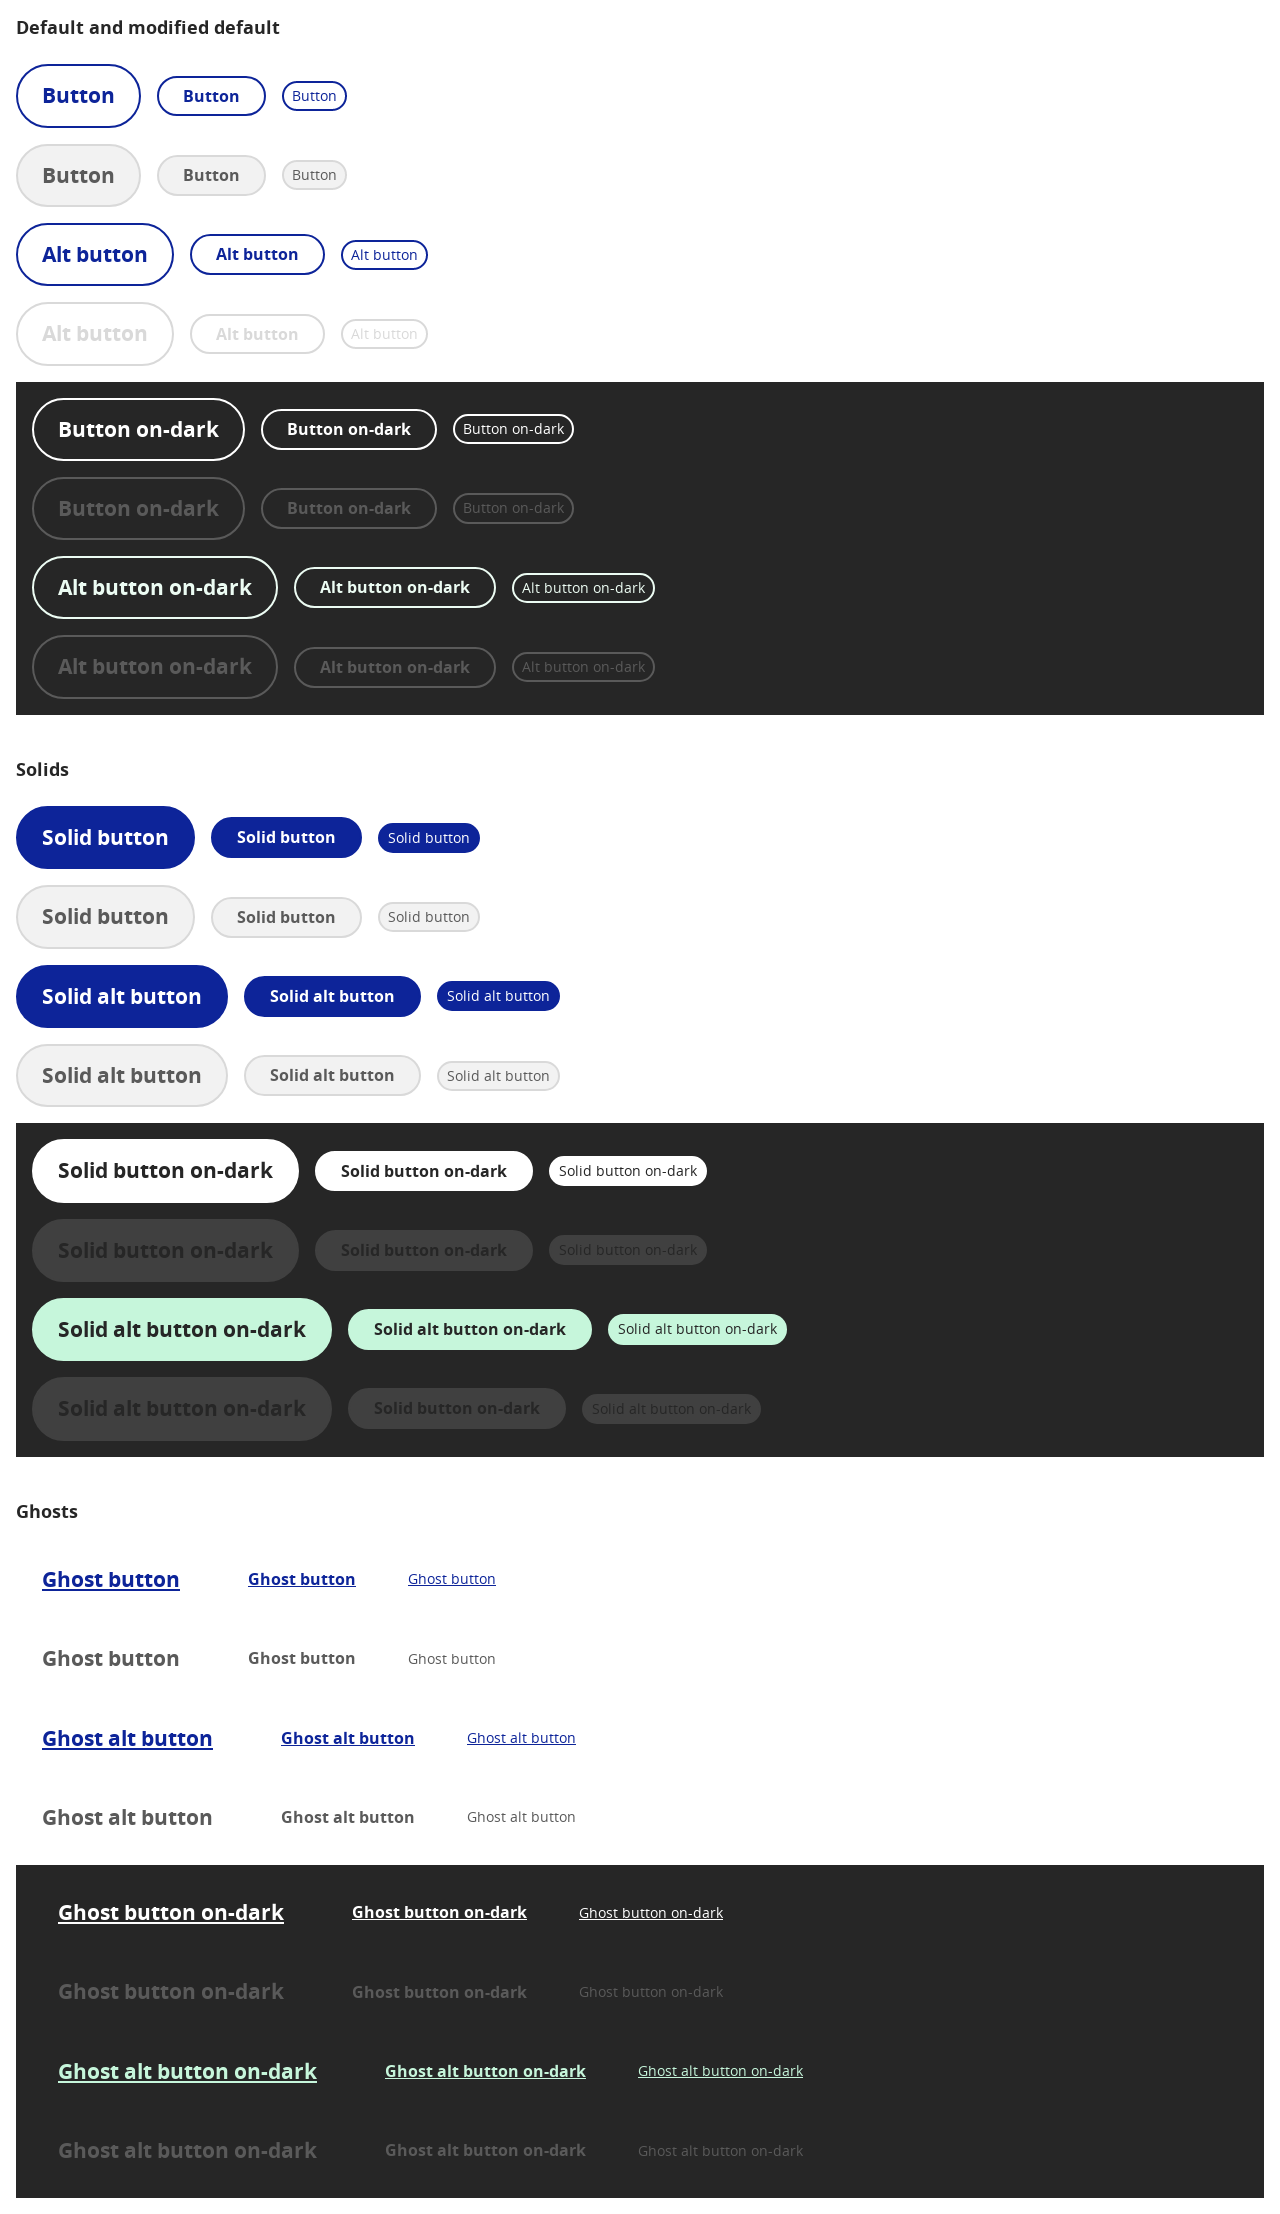 Default and modified default
Button Button Button
Button Button Button
Alt button Alt button Alt button
Alt button Alt button Alt button
Button on-dark Button on-dark Button on-dark
Button on-dark Button on-dark Button on-dark
Alt button on-dark Alt button on-dark Alt button on-dark
Alt button on-dark Alt button on-dark Alt button on-dark
Solids
Solid button Solid button Solid button
Solid button Solid button Solid button
Solid alt button Solid alt button Solid alt button
Solid alt button Solid alt button Solid alt button
Solid button on-dark Solid button on-dark Solid button on-dark
Solid button on-dark Solid button on-dark Solid button on-dark
Solid alt button on-dark Solid alt button on-dark Solid alt button on-dark
Solid alt button on-dark Solid button on-dark Solid alt button on-dark
Ghosts
Ghost button Ghost button Ghost button
Ghost button Ghost button Ghost button
Ghost alt button Ghost alt button Ghost alt button
Ghost alt button Ghost alt button Ghost alt button
Ghost button on-dark Ghost button on-dark Ghost button on-dark
Ghost button on-dark Ghost button on-dark Ghost button on-dark
Ghost alt button on-dark Ghost alt button on-dark Ghost alt button on-dark
Ghost alt button on-dark Ghost alt button on-dark Ghost alt button on-dark